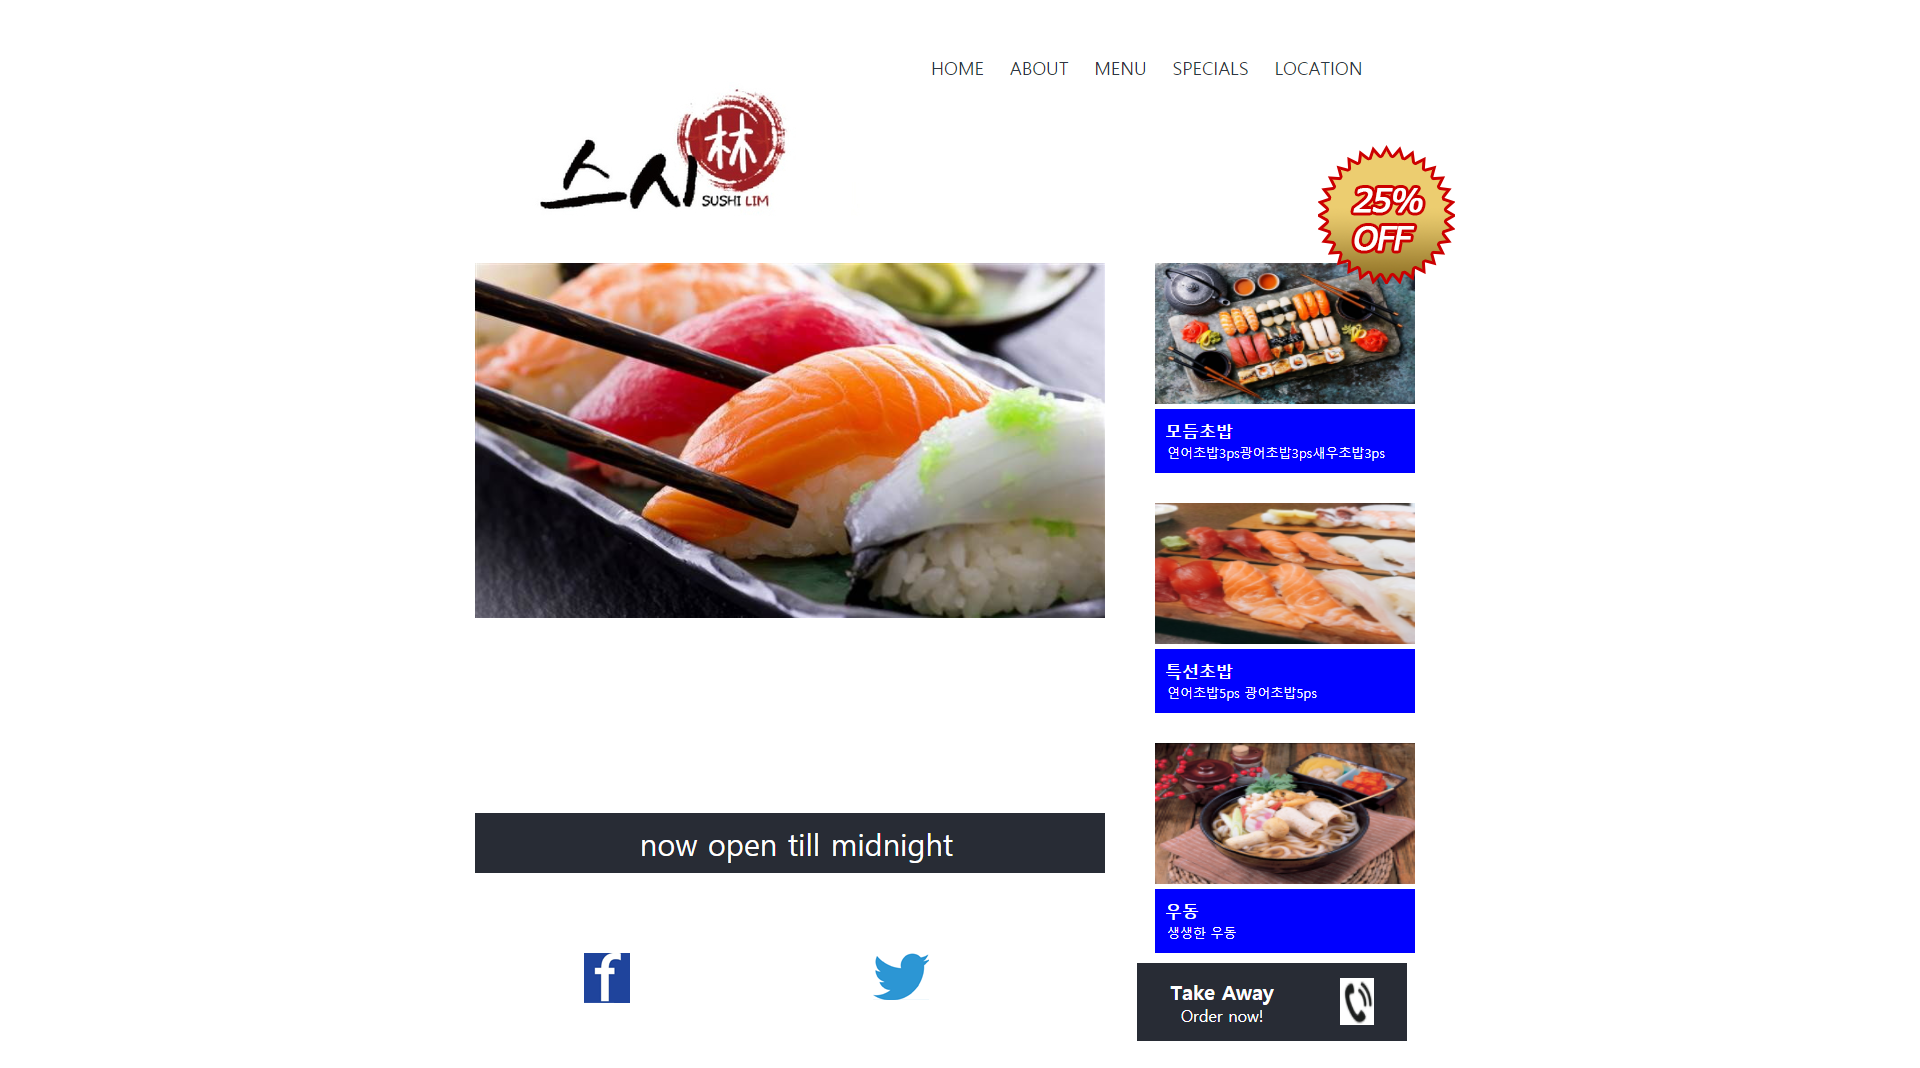 HOME ABOUT MENU SPECIALS LOCATION
스시 林
SUSHI LIM
25%
OFF
모듬초밥
연어초밥3ps광어초밥3ps새우초밥3ps
특선초밥
연어초밥5ps 광어초밥5ps
now open till midnight
우동
생생한 우동
f
Take Away
Order now!